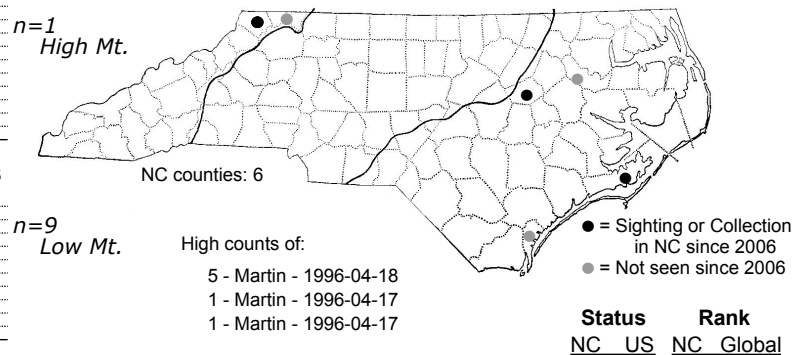 n=1
High Mt.
NC counties: 6
n=9
Low Mt.
High counts of:
5 - Martin - 1996-04-18
1 - Martin - 1996-04-17
1 - Martin - 1996-04-17
● = Sighting or Collection
in NC since 2006
● = Not seen since 2006
Status Rank
NC US NC Global